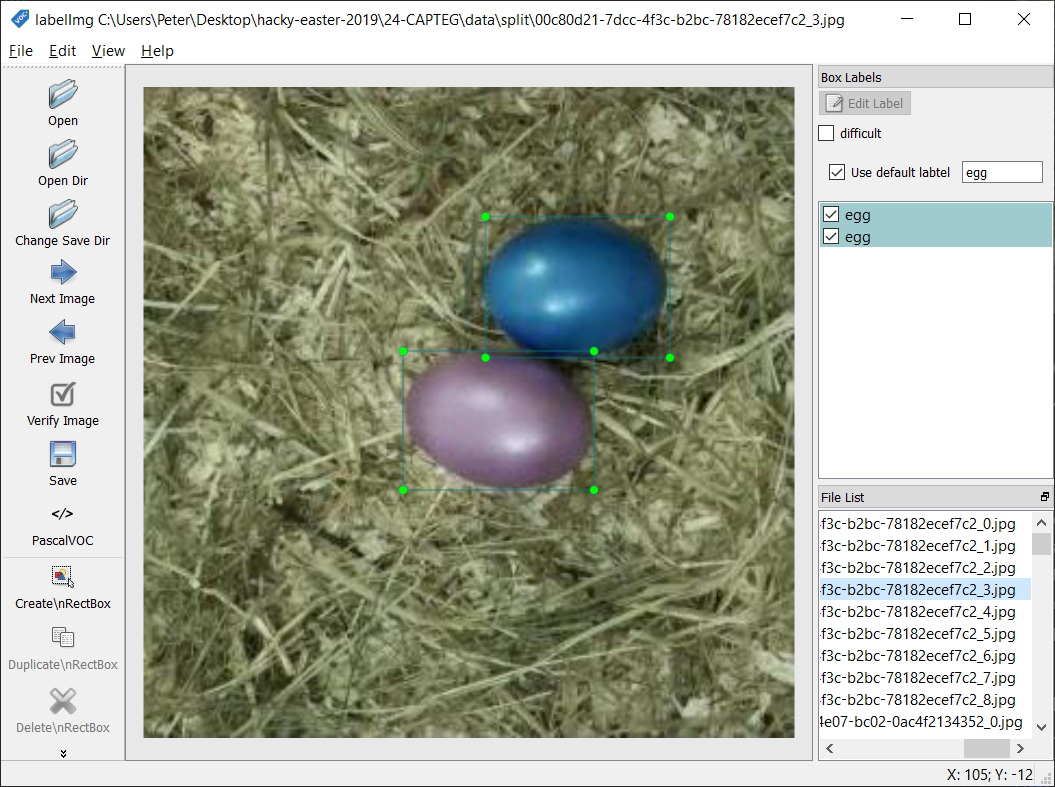 labelImg C:\Users\Peter\Desktop\hacky-easter-2019\24-CAPTEG\data\split\00c80d21-7dcc-4f3c-b2bc-78182ecef7c2_3.jpg
File Edit View Help
Open
Open Dir
Change Save Dir
Next Image
Prev Image
Verify Image
Save
</>
PascalVOC
Create\nRectBox
Duplicate\nRectBox
Delete\nRectBox
Box Labels
Edit Label
difficult
Use default labtel egg
egg
egg
File List
f3c-b2bc-78182ecef7c2_0.jpg
f3c-b2bc-78182ecef7c2_1.jpg
f3c-b2bc-78182ecef7c2_2.jpg
f3c-b2bc-78182ecef7c2_3.jpg
f3c-b2bc-78182ecef7c2_4.jpg
f3c-b2bc-78182ecef7c2_5.jpg
f3c-b2bc-78182ecef7c2_6.jpg
f3c-b2bc-78182ecef7c2_7.jpg
f3c-b2bc-78182ecef7c2_8.jpg
4e07-bc02-0ac4f2134352_0.jpg
X: 105; Y: -12